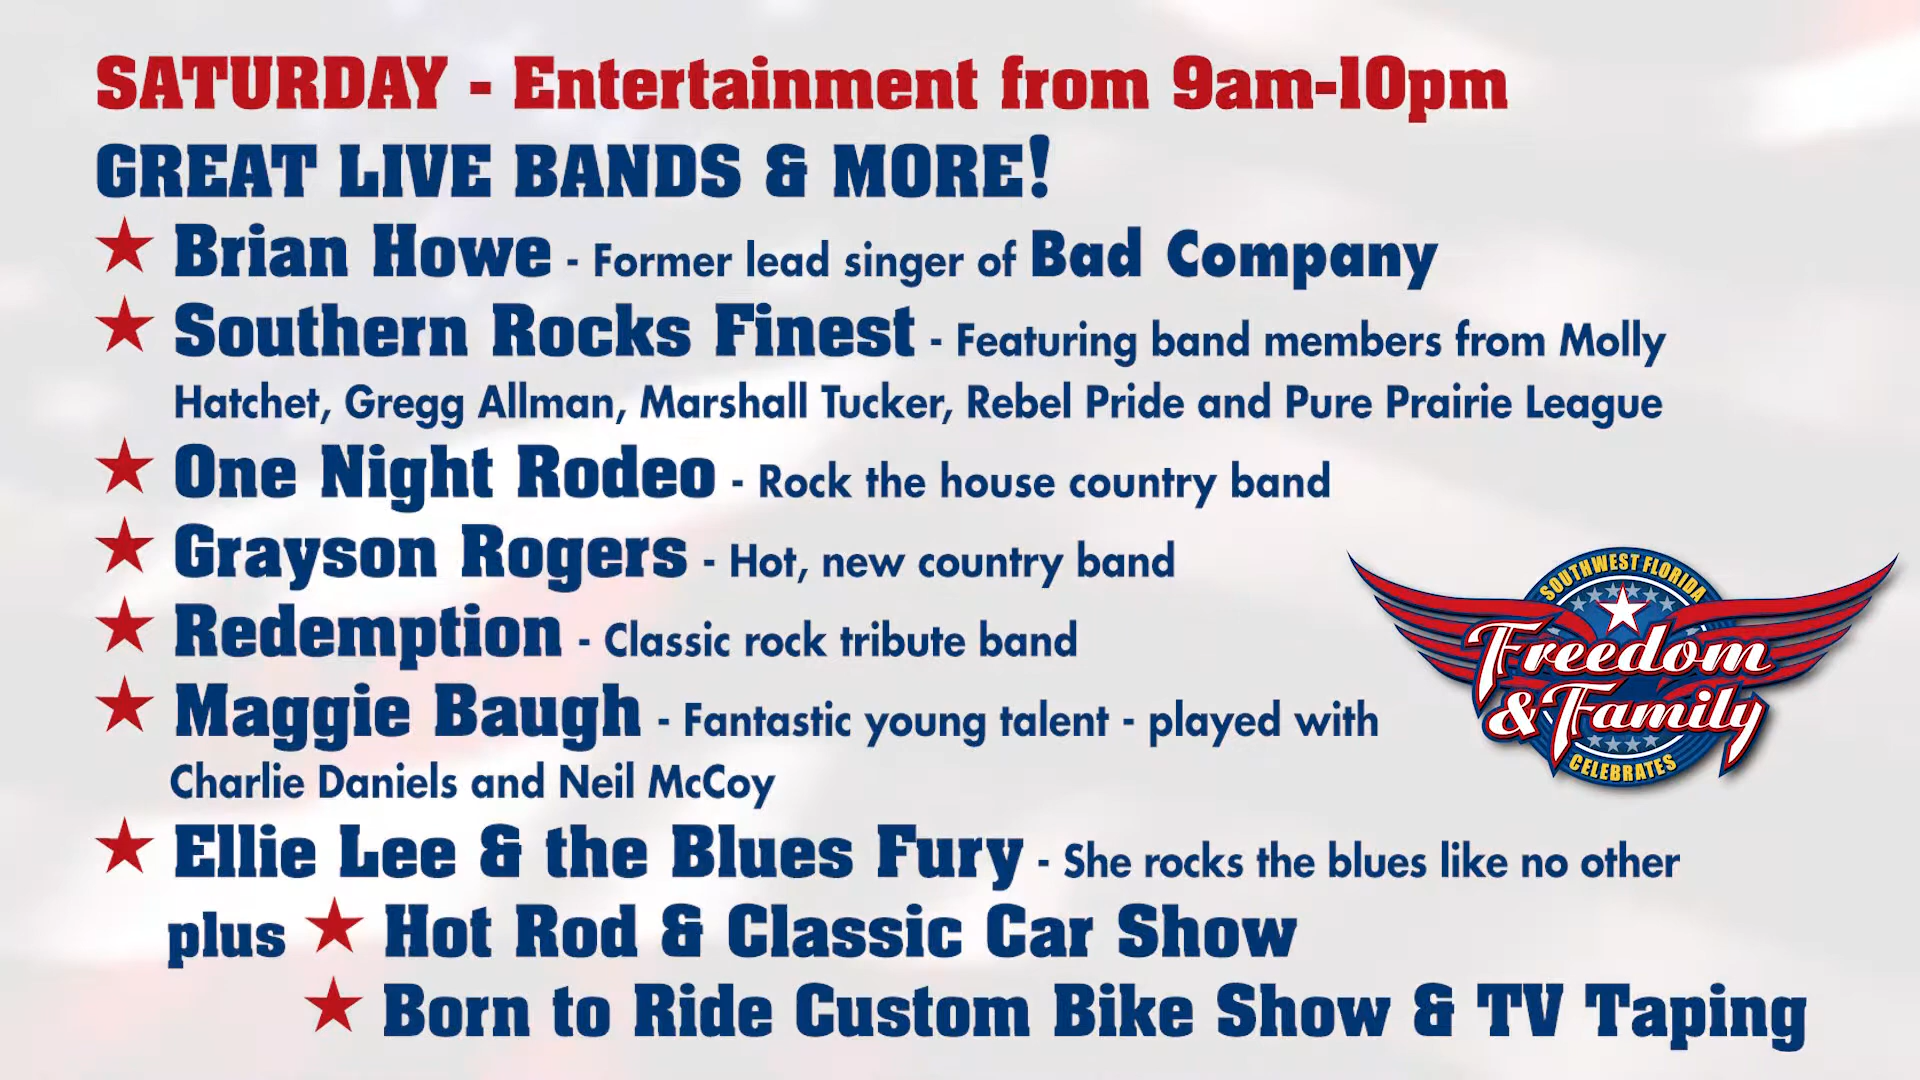 SATURDAY - Entertainment from 9am-10pm
GREAT LIVE BANDS & MORE!
★ Brian Howe - Former lead singer of Bad Company
★ Southern Rocks Finest - Featuring band members from Molly
Hatchet, Gregg Allman, Marshall Tucker, Rebel Pride and Pure Prairie League
★ One Night Rodeo - Rock the house country band
★ Grayson Rogers - Hot, new country band
★ Redemption - Classic rock tribute band
★ Maggie Baugh - Fantastic young talent - played with
Charlie Daniels and Neil McCoy
★ Ellie Lee & the Blues Fury - She rocks the blues like no other
plus ★ Hot Rod & Classic Car Show
★ Born to Ride Custom Bike Show & TV Taping
SOUTHWEST FLORIDA
Freedom
& Family
CELEBRATES